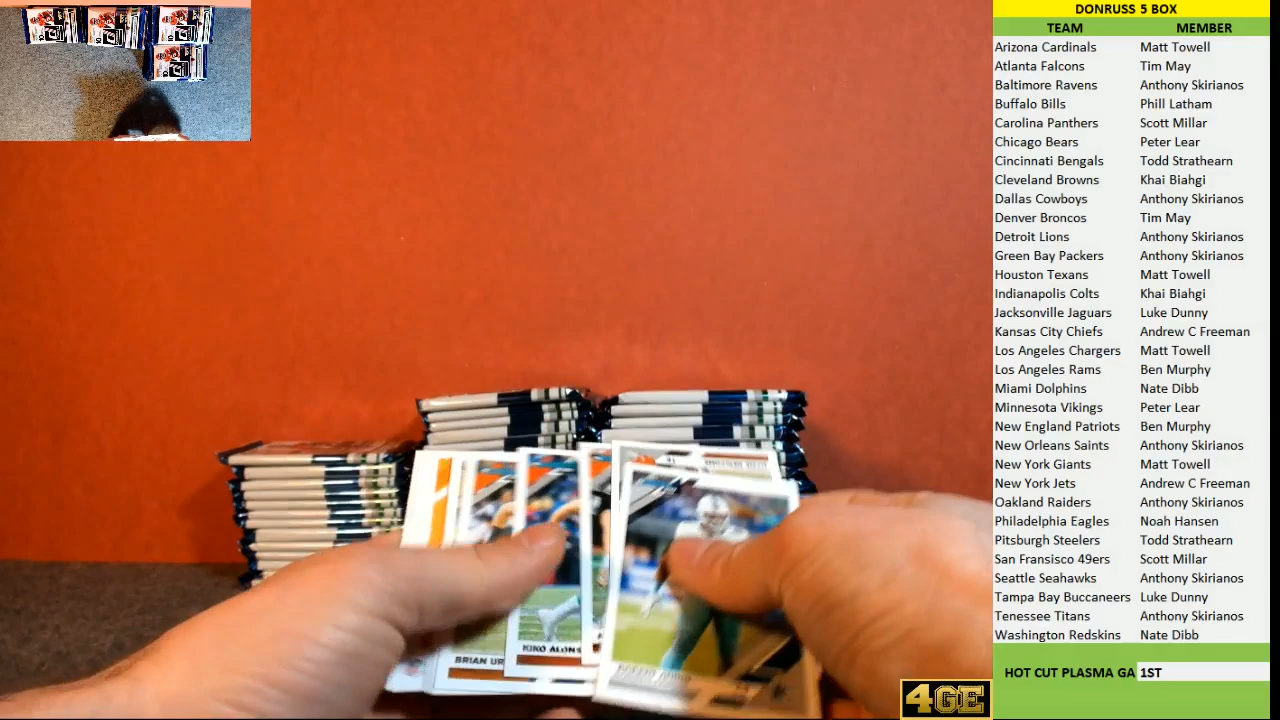 DONRUSS 5 BOX
TEAM MEMBER
Arizona Cardinals Matt Towell
Atlanta Falcons Tim May
Baltimore Ravens Anthony Skirianos
Buffalo Bills Phill Latham
Carolina Panthers Scott Millar
Chicago Bears Peter Lear
Cincinnati Bengals Todd Strathearn
Cleveland Browns Khai Biahgi
Dallas Cowboys Anthony Skirianos
Denver Broncos Tim May
Detroit Lions Anthony Skirianos
Green Bay Packers Anthony Skirianos
Houston Texans Matt Towell
Indianapolis Colts Khai Biahgi
Jacksonville Jaguars Luke Dunny
Kansas City Chiefs Andrew C Freeman
Los Angeles Chargers Matt Towell
Los Angeles Rams Ben Murphy
Miami Dolphins Nate Dibb
Minnesota Vikings Peter Lear
New England Patriots Ben Murphy
New Orleans Saints Anthony Skirianos
New York Giants Matt Towell
New York Jets Andrew C Freeman
Oakland Raiders Anthony Skirianos
Philadelphia Eagles Noah Hansen
Pitsburgh Steelers Todd Strathearn
San Fransisco 49ers Scott Millar
Seattle Seahawks Anthony Skirianos
Tampa Bay Buccaneers Luke Dunny
Tenessee Titans Anthony Skirianos
Washington Redskins Nate Dibb
HOT CUT PLASMA GA 1ST
4GE
BRIAN UR
KIKO ALONS